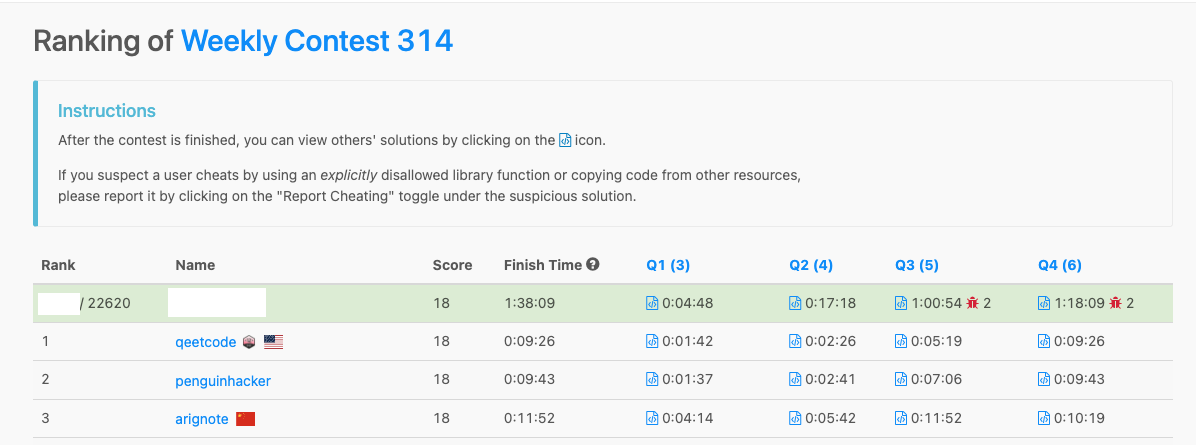 Ranking of Weekly Contest 314
Instructions
After the contest is finished, you can view others' solutions by clicking on the icon.
If you suspect a user cheats by using an explicitly disallowed library function or copying code from other resources,
please report it by clicking on the "Report Cheating" toggle under the suspicious solution.
Rank Name Score Finish Time Q1 (3) Q2 (4) Q3 (5) Q4 (6)
/ 22620 18 1:38:09 0:04:48 0:17:18 1:00:54 2 1:18:09 2
1 qeetcode 18 0:09:26 0:01:42 0:02:26 0:05:19 0:09:26
2 penguinhacker 18 0:09:43 0:01:37 0:02:41 0:07:06 0:09:43
3 arignote 18 0:11:52 0:04:14 0:05:42 0:11:52 0:10:19